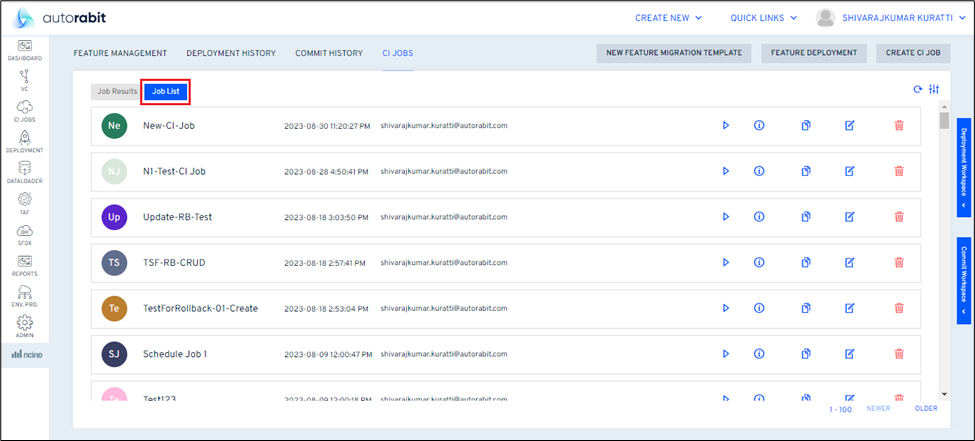 autorabit
CREATE NEW
QUICK LINKS
SHIVARAJKUMAR KURATTI
DASHBOARD
VC
CI JOBS
DEPLOYMENT
DATALOADER
TAF
SFDX
REPORTS
ENV. PRO.
ADMIN
ncino
FEATURE MANAGEMENT DEPLOYMENT HISTORY COMMIT HISTORY CI JOBS
NEW FEATURE MIGRATION TEMPLATE FEATURE DEPLOYMENT CREATE CI JOB
Job Results Job List
Ne New-CI-Job 2023-08-30 11:20:27 PM shivarajkumar.kuratti@autorabit.com
NJ N1-Test-CI Job 2023-08-28 4:50:41 PM shivarajkumar.kuratti@autorabit.com
Up Update-RB-Test 2023-08-18 3:03:50 PM shivarajkumar.kuratti@autorabit.com
TS TSF-RB-CRUD 2023-08-18 2:57:41 PM shivarajkumar.kuratti@autorabit.com
Te TestForRollback-01-Create 2023-08-18 2:53:04 PM shivarajkumar.kuratti@autorabit.com
SJ Schedule Job 1 2023-08-09 12:00:47 PM shivarajkumar.kuratti@autorabit.com
Te Test123 2023-08-09 12:00:18 PM shivarajkumar.kuratti@autorabit.com
1 - 100 NEWER OLDER
Deployment Workspace
Commit Workspace